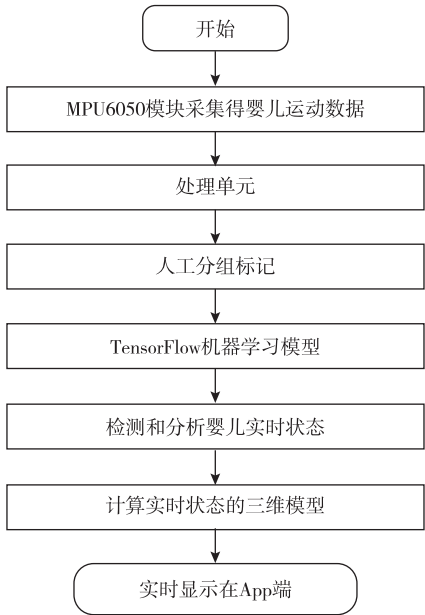 开始
MPU6050模块采集得婴儿运动数据
处理单元
人工分组标记
TensorFlow机器学习模型
检测和分析婴儿实时状态
计算实时状态的三维模型
实时显示在App端